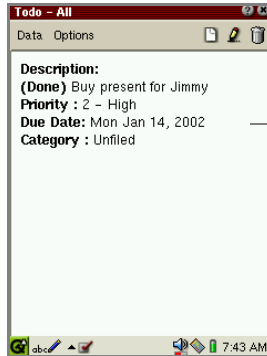 Todo - All
Data Options
Description:
(Done) Buy present for Jimmy
Priority : 2 - High
Due Date: Mon Jan 14, 2002
Category : Unfiled
abc 7:43 AM